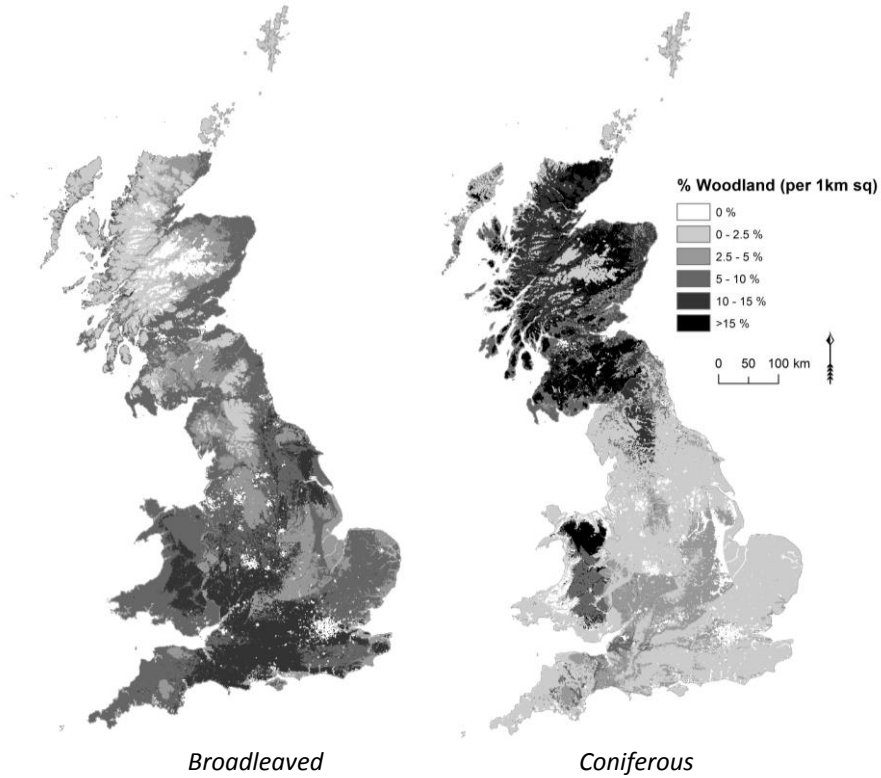 % Woodland (per 1km sq)
0 %
0 - 2.5 %
2.5 - 5 %
5 - 10 %
10 - 15 %
>15 %
0 50 100 km
Broadleaved Coniferous